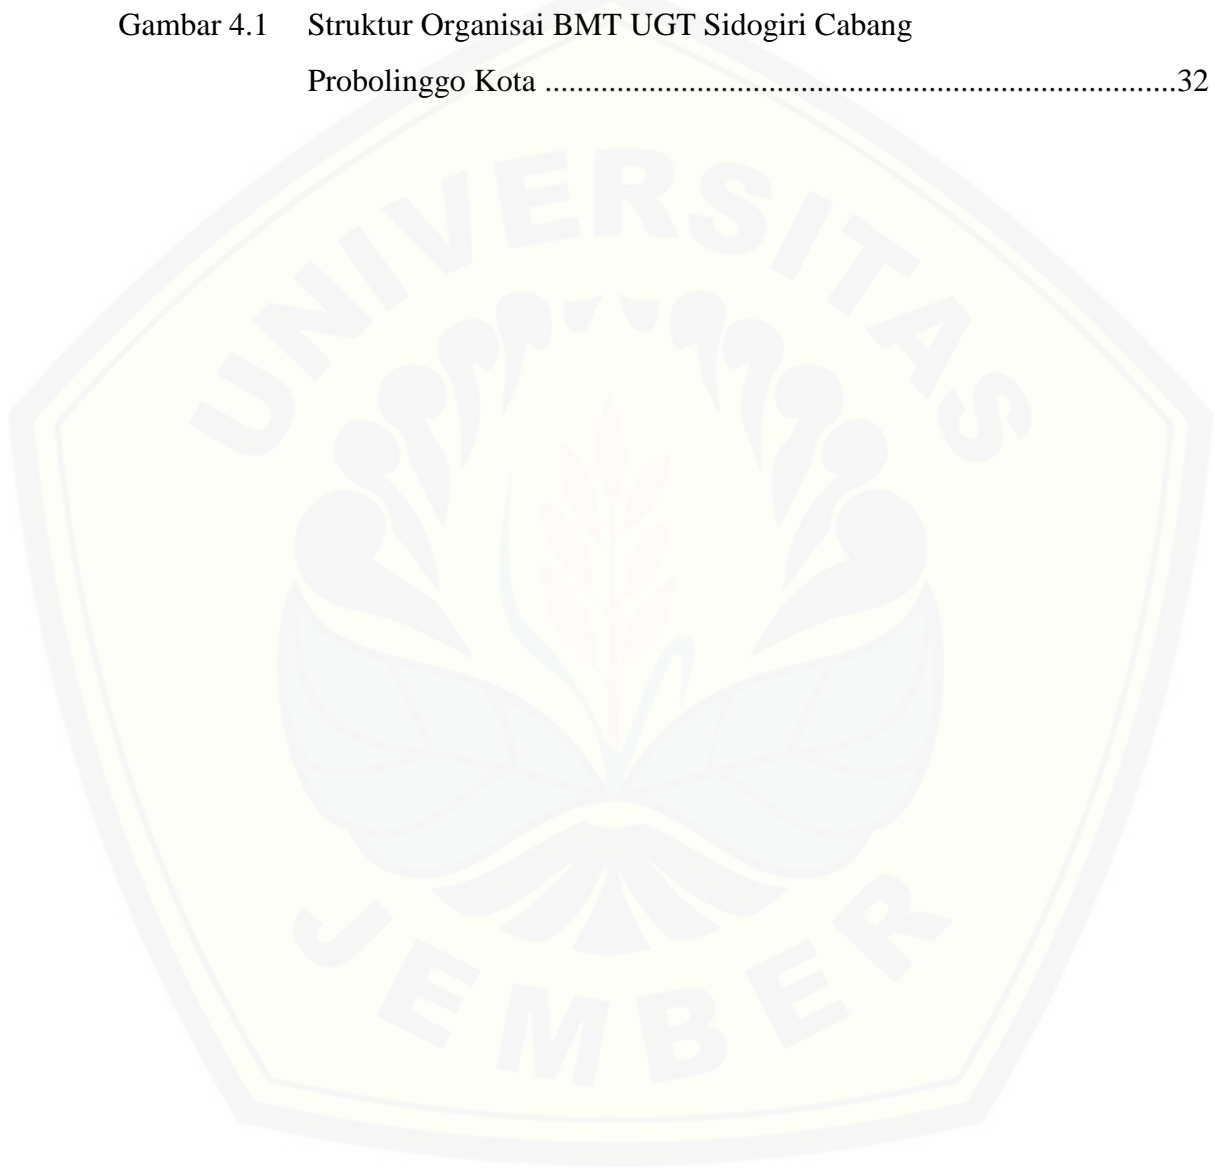 Gambar 4.1 Struktur Organisai BMT UGT Sidogiri Cabang
Probolinggo Kota ................................................................................32
UNIVERSITAS
JEMBER